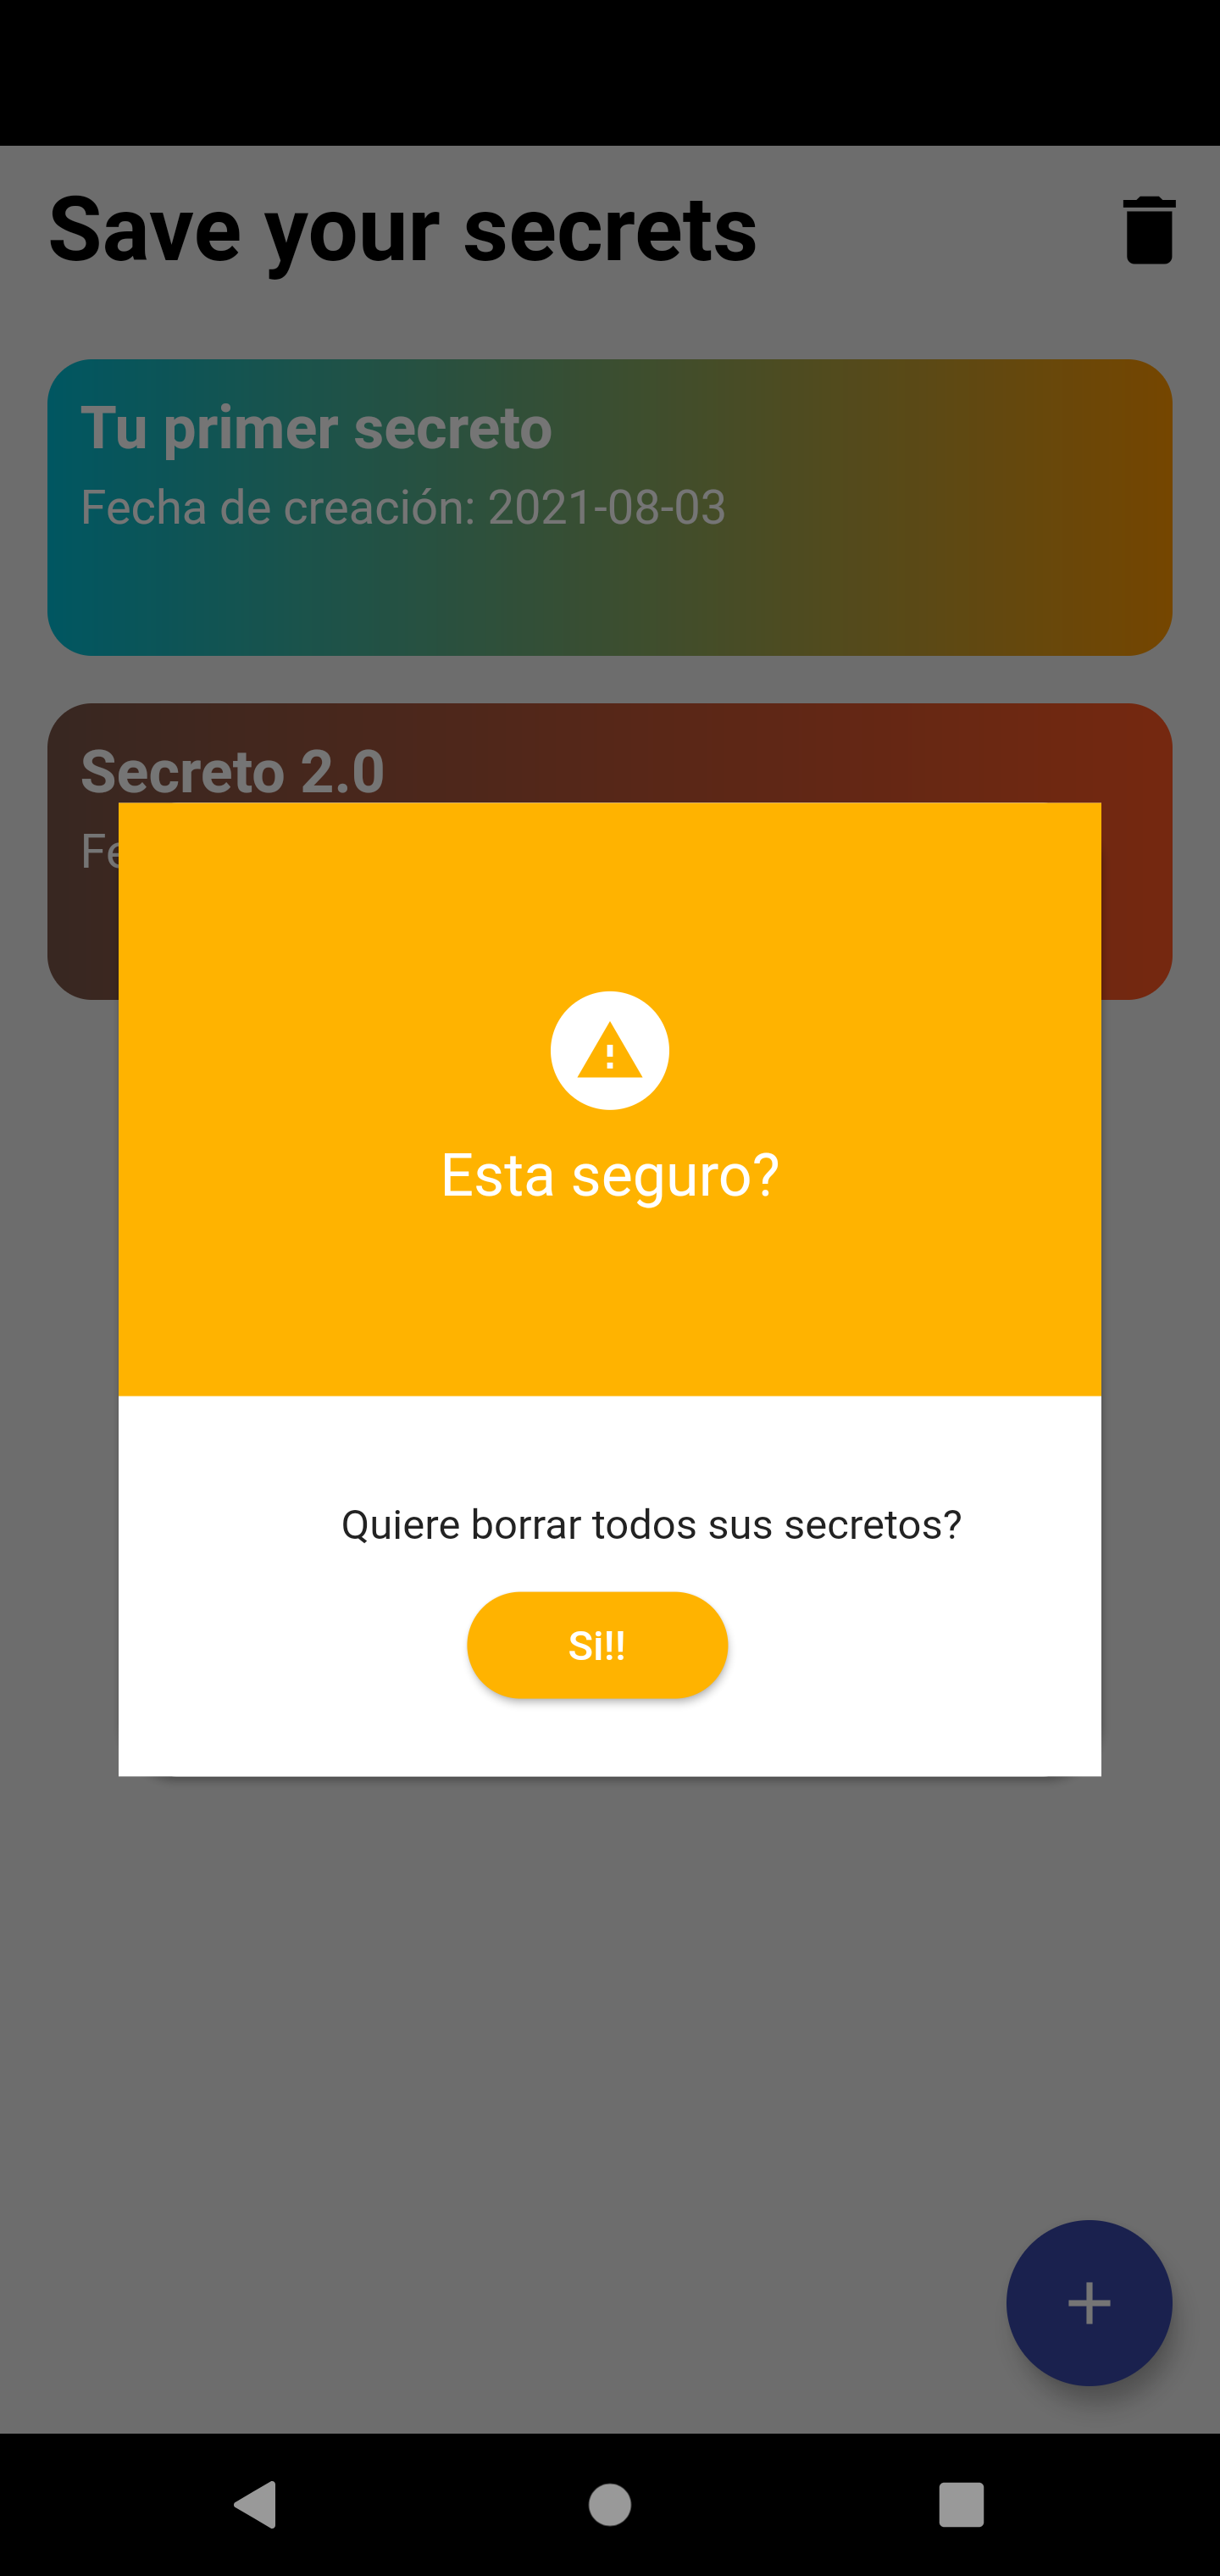 Save your secrets
Tu primer secreto
Fecha de creación: 2021-08-03
Secreto 2.0
Esta seguro?
Quiere borrar todos sus secretos?
Si!!